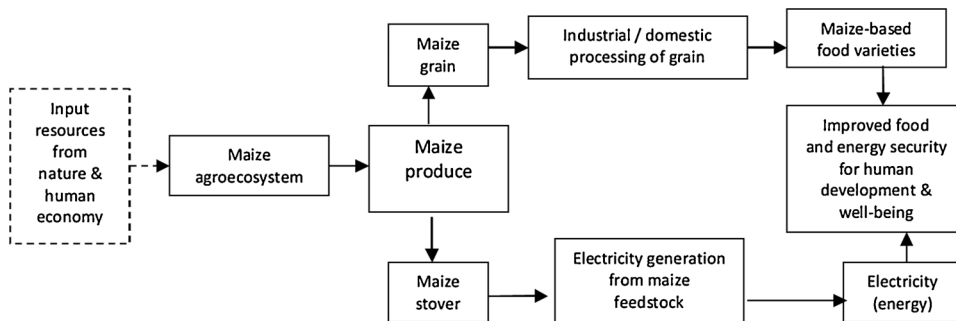 Maize
grain
Industrial / domestic
processing of grain
Maize-based
food varieties
Input
resources
from
nature &
human
economy
Maize
agroecosystem
Maize
produce
Improved food
and energy security
for human
development &
well-being
Maize
stover
Electricity generation
from maize
feedstock
Electricity
(energy)